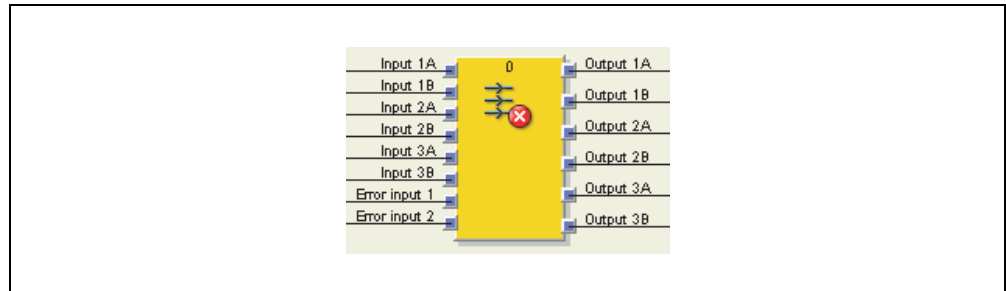 Input 1A
Input 1B
Input 2A
Input 2B
Input 3A
Input 3B
Error input 1
Error input 2
0
Output 1A
Output 1B
Output 2A
Output 2B
Output 3A
Output 3B